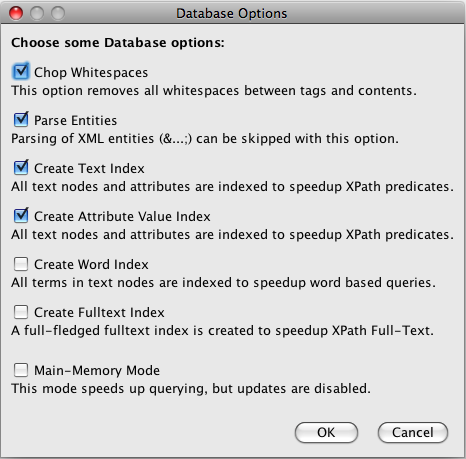 Database Options
Choose some Database options:
Chop Whitespaces
This option removes all whitespaces between tags and contents.
Parse Entities
Parsing of XML entities (&...;) can be skipped with this option.
Create Text Index
All text nodes and attributes are indexed to speedup XPath predicates.
Create Attribute Value Index
All text nodes and attributes are indexed to speedup XPath predicates.
Create Word Index
All terms in text nodes are indexed to speedup word based queries.
Create Fulltext Index
A full-fledged fulltext index is created to speedup XPath Full-Text.
Main-Memory Mode
This mode speeds up querying, but updates are disabled.
OK Cancel